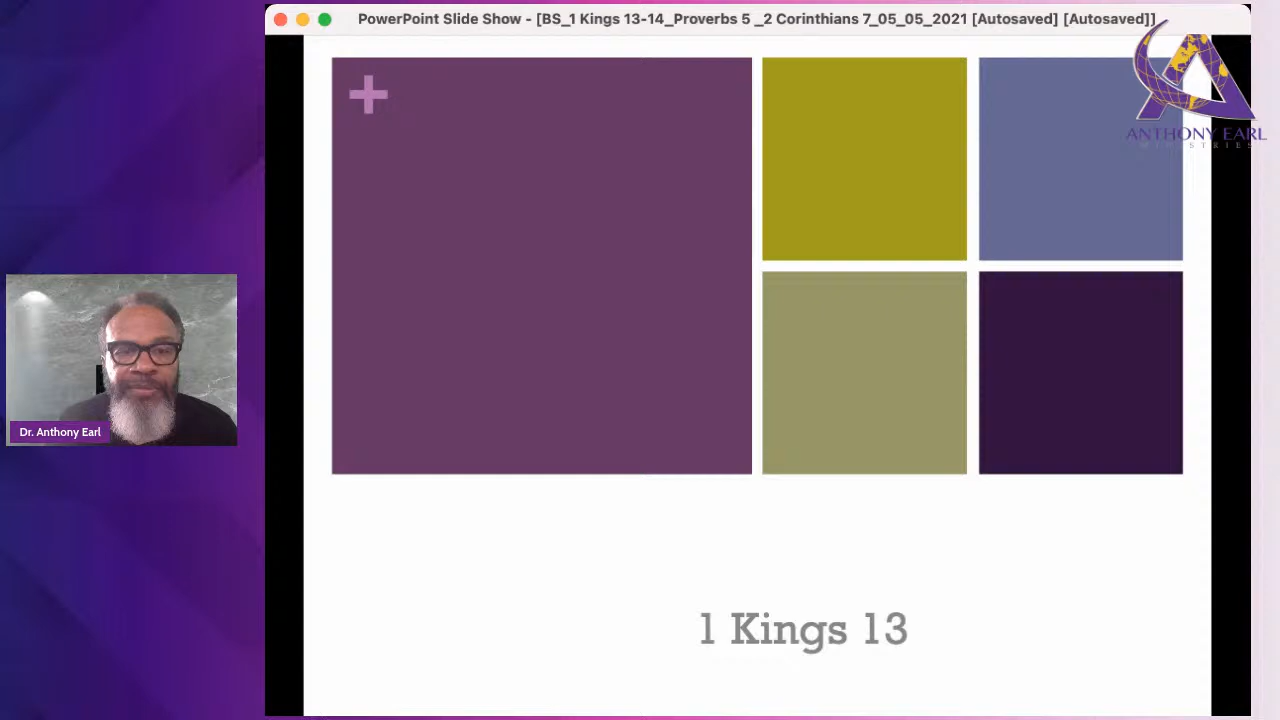 PowerPoint Slide Show - [BS_1 Kings 13-14_Proverbs 5 _2 Corinthians 7_05_05_2021 [Autosaved] [Autosaved]]
ANTHONY EARL
MINISTRIES
Dr. Anthony Earl
1 Kings 13